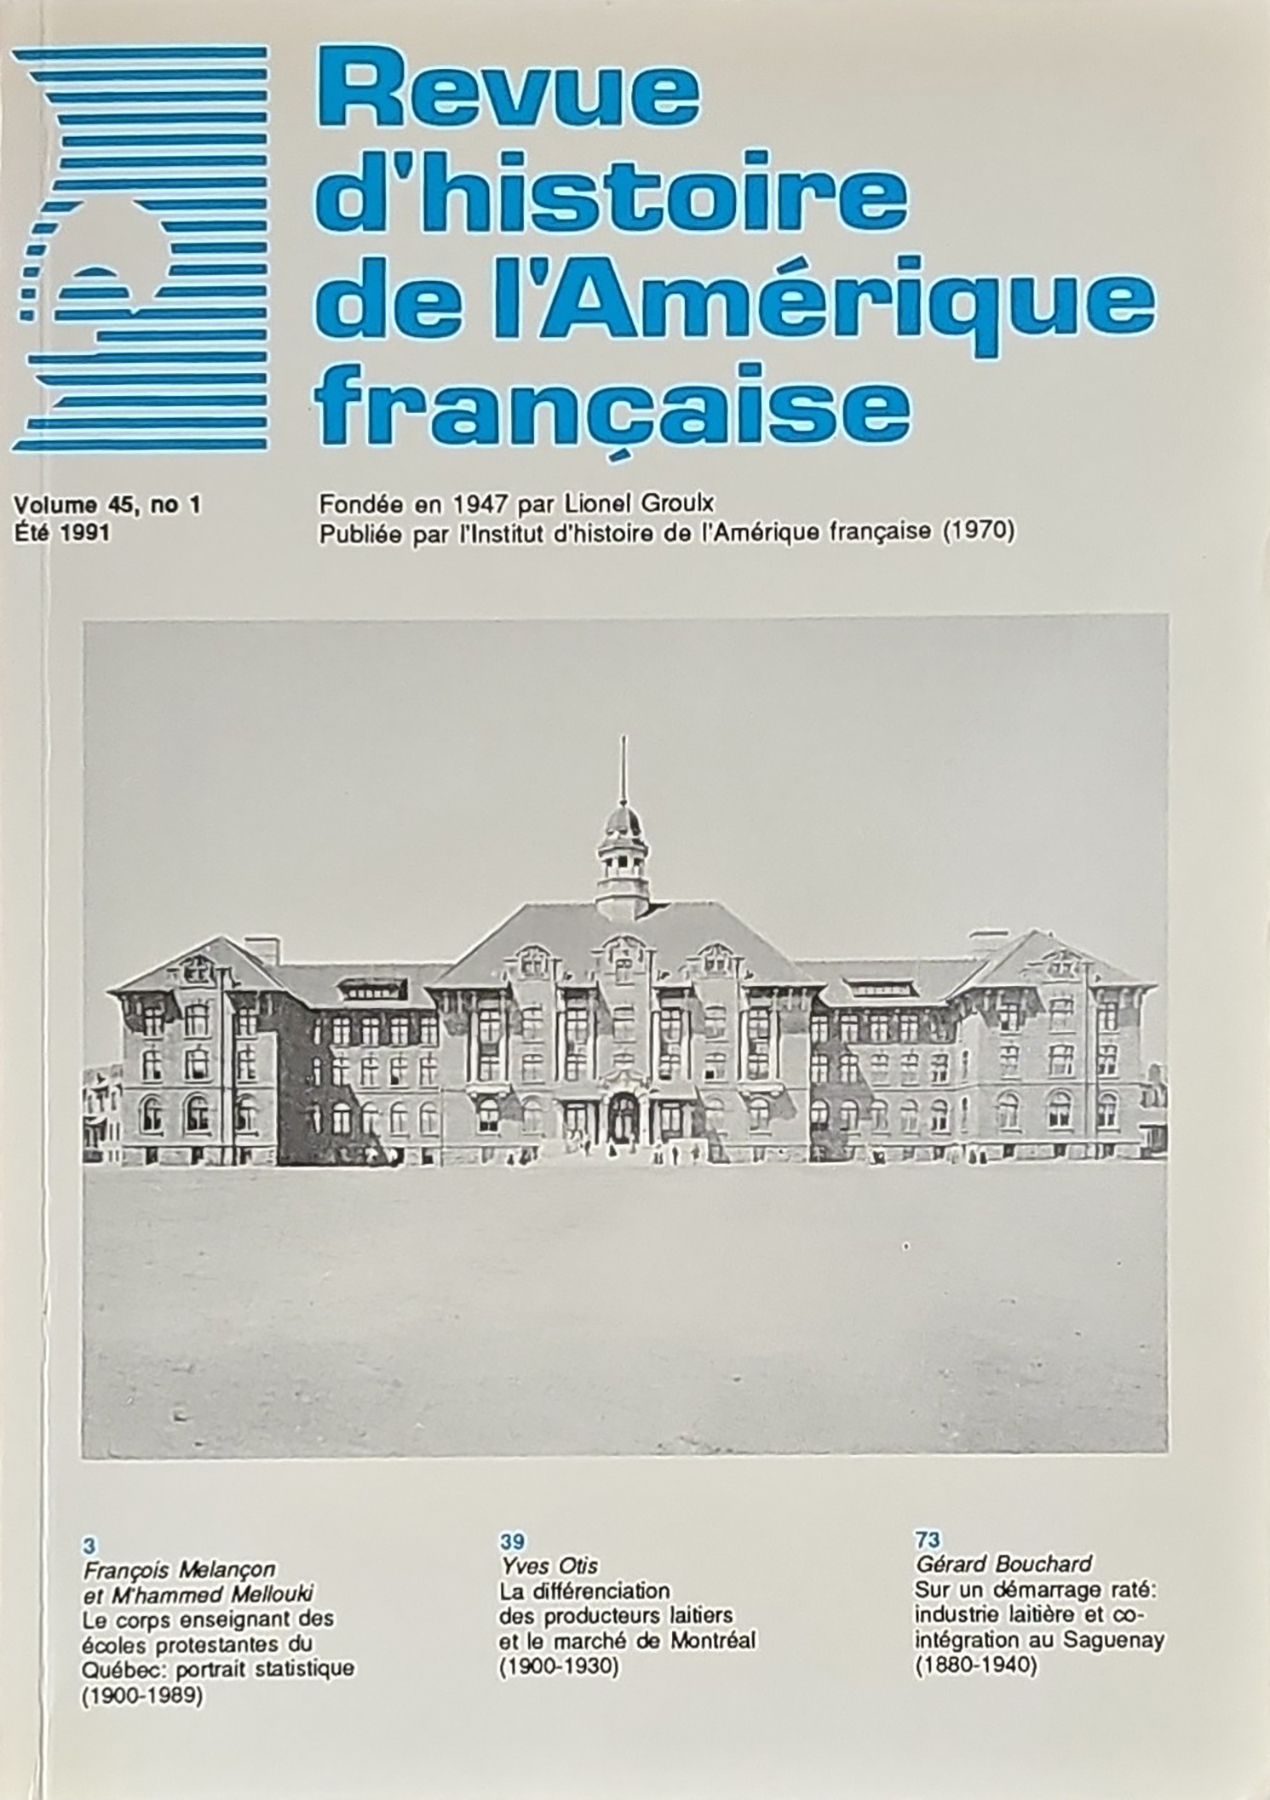 Revue
d'histoire
de l'Amérique
française
Volume 45, no 1
Été 1991
Fondée en 1947 par Lionel Groulx
Publiée par l'Institut d'histoire de l'Amérique française (1970)
3
François Melançon
et M'hammed Mellouki
Le corps enseignant des
écoles protestantes du
Québec: portrait statistique
(1900-1989)
39
Yves Otis
La différenciation
des producteurs laitiers
et le marché de Montréal
(1900-1930)
73
Gérard Bouchard
Sur un démarrage raté:
industrie laitière et co-
intégration au Saguenay
(1880-1940)